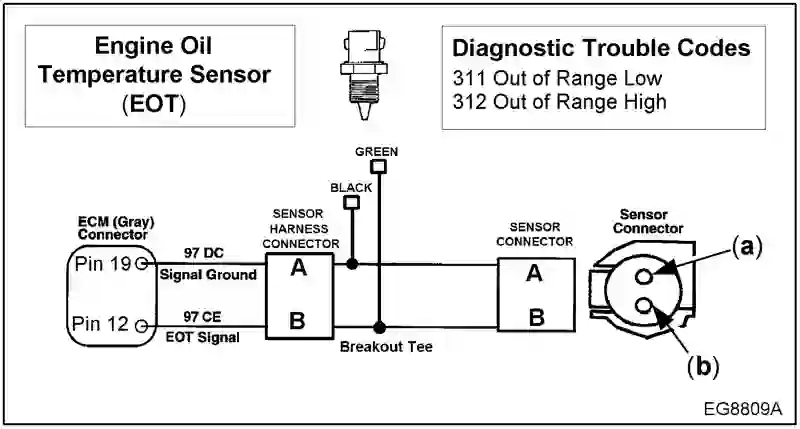 Engine Oil
Temperature Sensor
(EOT)
Diagnostic Trouble Codes
311 Out of Range Low
312 Out of Range High
GREEN
BLACK
ECM (Gray)
Connector
SENSOR
HARNESS
CONNECTOR
SENSOR
CONNECTOR
Sensor
Connector
(a)
Pin 19
97 DC
Signal Ground
A
A
Pin 12
97 CE
EOT Signal
B
B
Breakout Tee
(b)
EG8809A